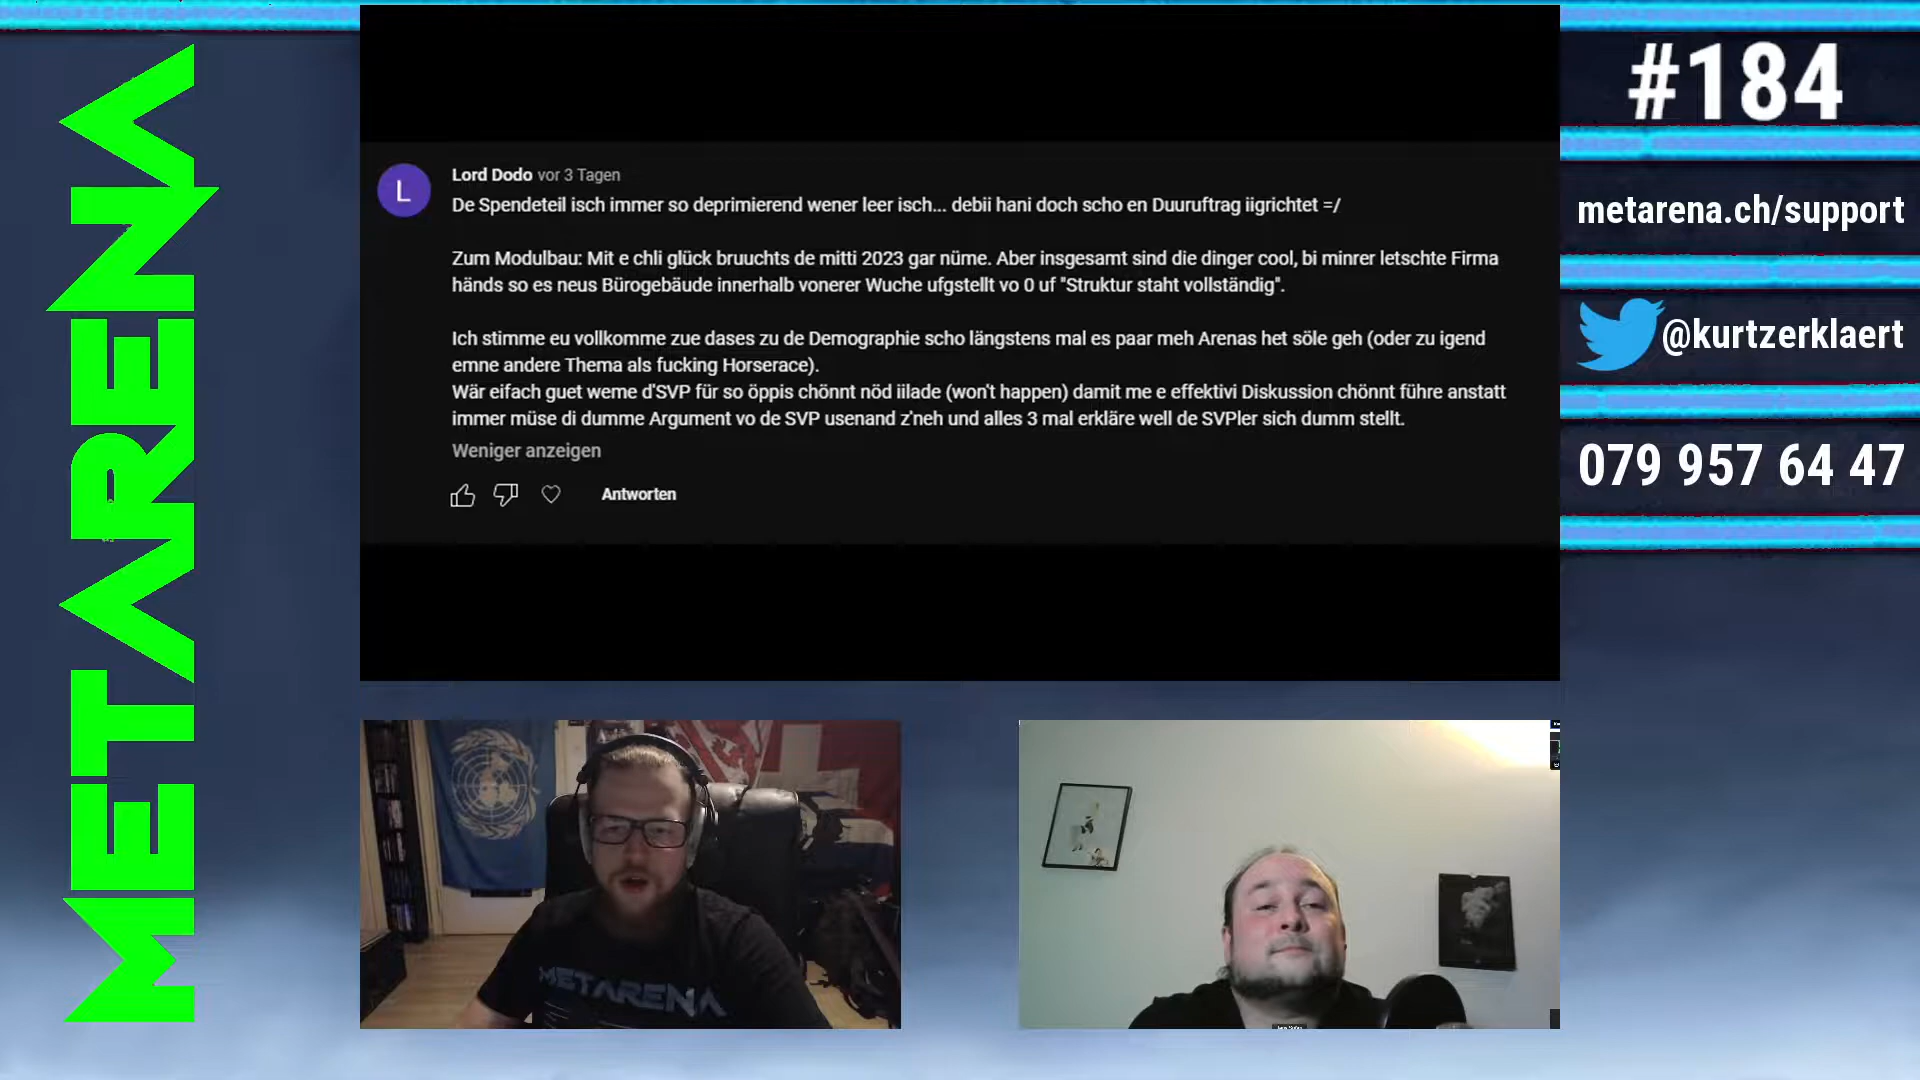 METARENA
Lord Dodo vor 3 Tagen
De Spendeteil isch immer so deprimierend wener leer isch... debii hani doch scho en Duuruftrag iigrichtet =/
Zum Modulbau: Mit e chli glück bruuchts de mitti 2023 gar nüme. Aber insgesamt sind die dinger cool, bi minrer letschte Firma
händs so es neus Bürogebäude innerhalb vonerer Wuche ufgstellt vo 0 uf "Struktur staht vollständig".
Ich stimme eu vollkomme zue dases zu de Demographie scho längstens mal es paar meh Arenas het söle geh (oder zu igend
emne andere Thema als fucking Horserace).
Wär eifach guet weme d'SVP für so öppis chönnt nöd iilade (won't happen) damit me e effektivi Diskussion chönnt führe anstatt
immer müse di dumme Argument vo de SVP usenand z'neh und alles 3 mal erkläre well de SVPler sich dumm stellt.
Weniger anzeigen
Antworten
L
#184
metarena.ch/support
@kurtzerklaert
079 957 64 47
METARENA